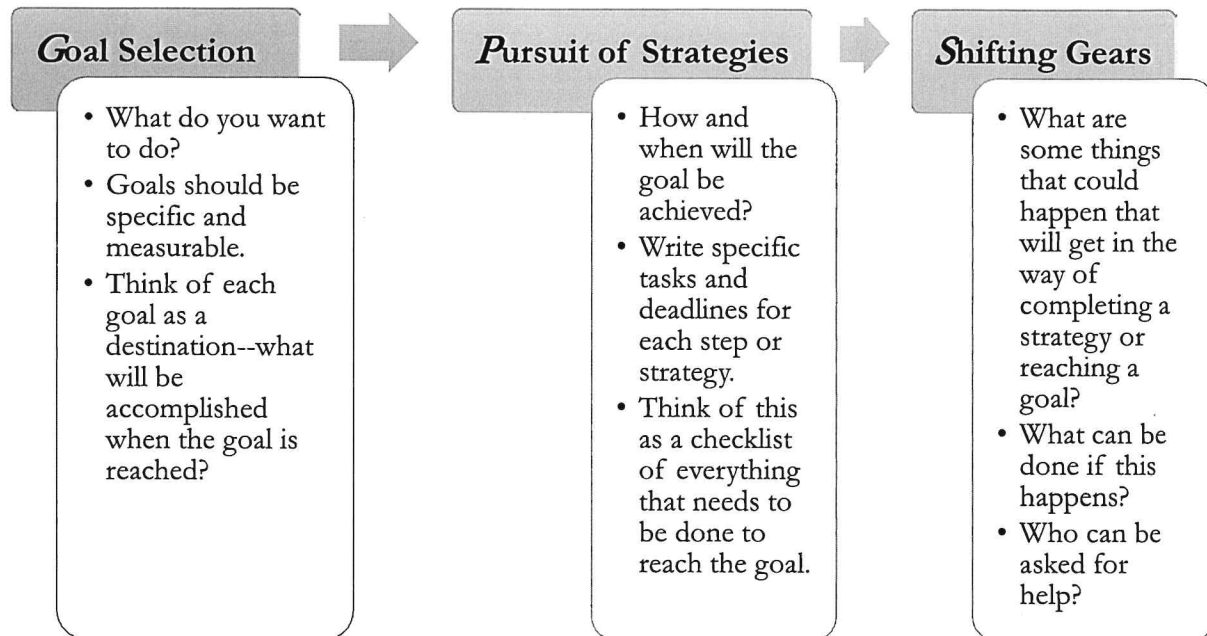 Goal Selection
• What do you want
to do?
• Goals should be
specific and
measurable.
• Think of each
goal as a
destination--what
will be
accomplished
when the goal is
reached?
Pursuit of Strategies
• How and
when will the
goal be
achieved?
• Write specific
tasks and
deadlines for
each step or
strategy.
• Think of this
as a checklist
of everything
that needs to
be done to
reach the goal.
Shifting Gears
• What are
some things
that could
happen that
will get in the
way of
completing a
strategy or
reaching a
goal?
• What can be
done if this
happens?
• Who can be
asked for
help?